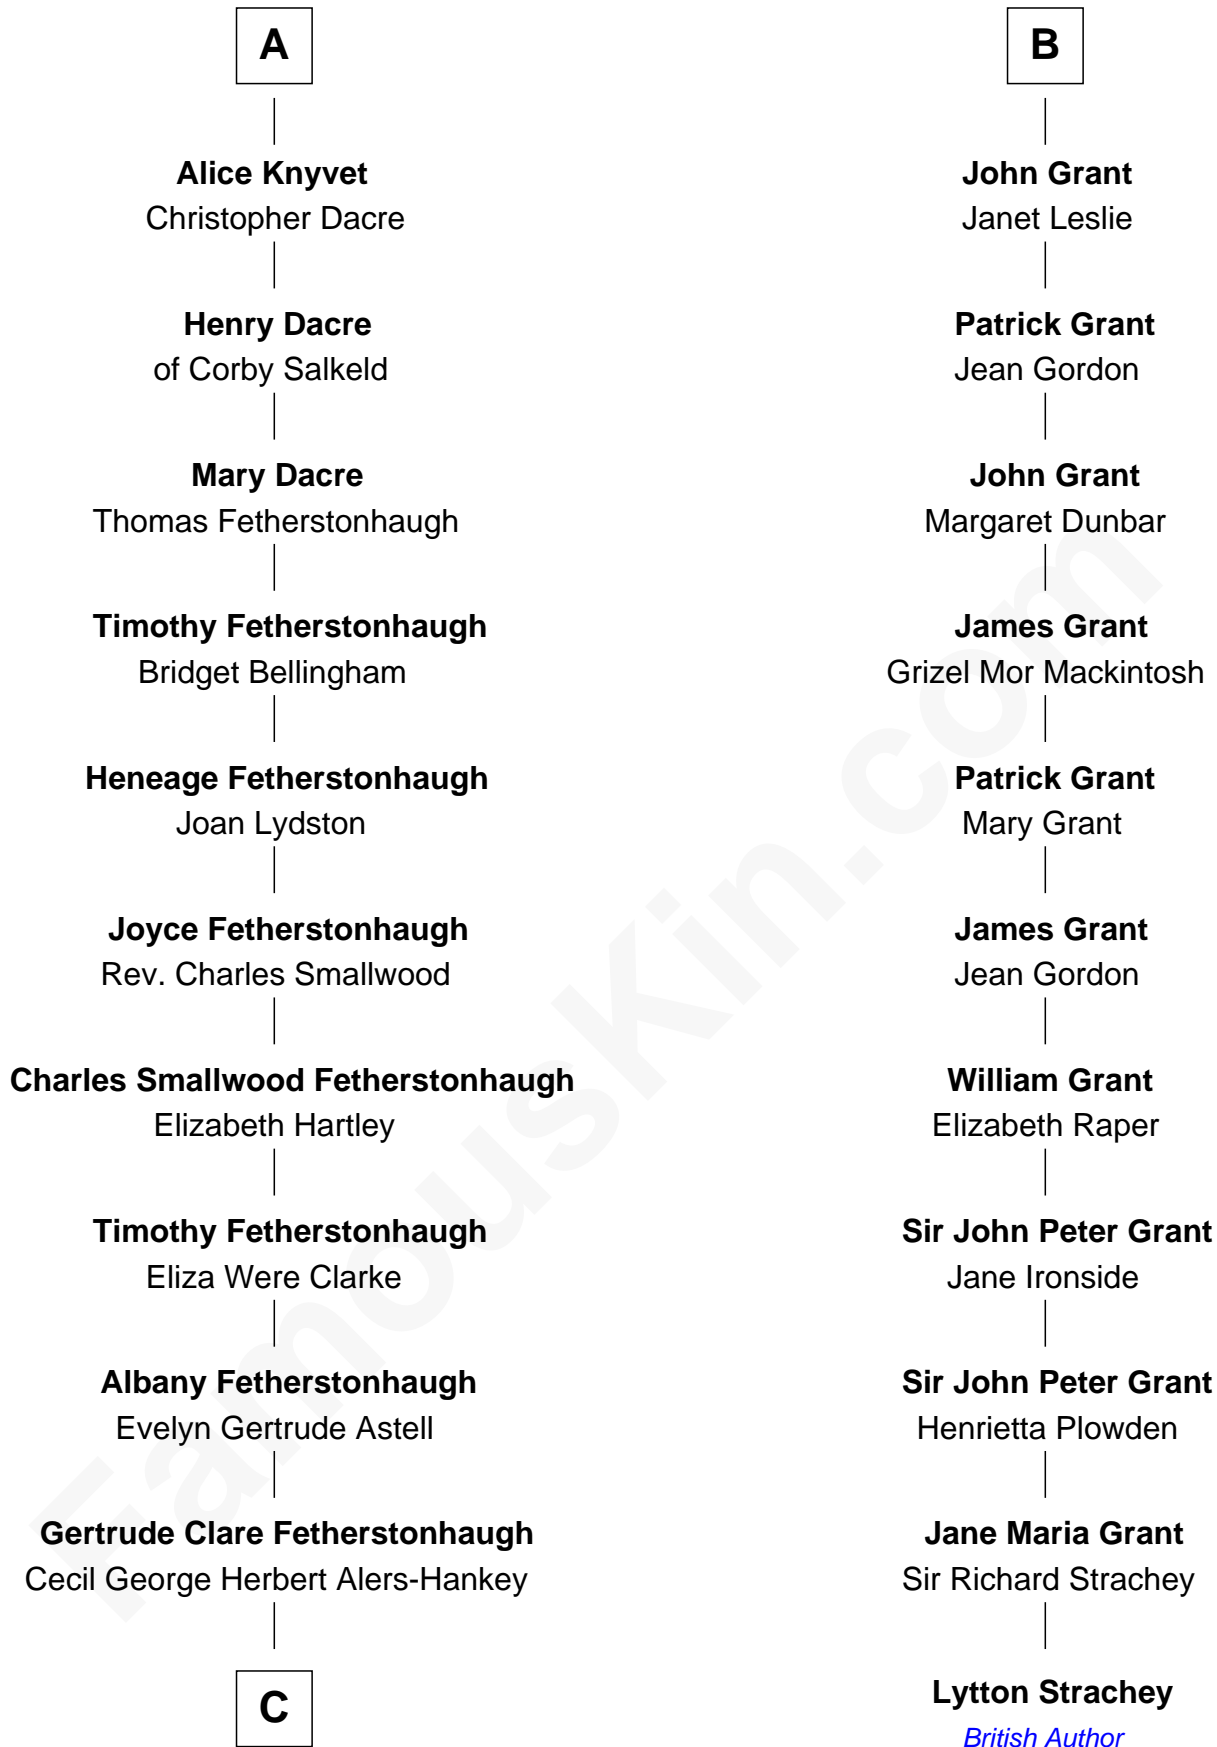 A
Alice Knyvet
Christopher Dacre
Henry Dacre
of Corby Salkeld
Mary Dacre
Thomas Fetherstonhaugh
Timothy Fetherstonhaugh
Bridget Bellingham
Heneage Fetherstonhaugh
Joan Lydston
Joyce Fetherstonhaugh
Rev. Charles Smallwood
Charles Smallwood Fetherstonhaugh
Elizabeth Hartley
Timothy Fetherstonhaugh
Eliza Were Clarke
Albany Fetherstonhaugh
Evelyn Gertrude Astell
Gertrude Clare Fetherstonhaugh
Cecil George Herbert Alers-Hankey
C
B
John Grant
Janet Leslie
Patrick Grant
Jean Gordon
John Grant
Margaret Dunbar
James Grant
Grizel Mor Mackintosh
Patrick Grant
Mary Grant
James Grant
Jean Gordon
William Grant
Elizabeth Raper
Sir John Peter Grant
Jane Ironside
Sir John Peter Grant
Henrietta Plowden
Jane Maria Grant
Sir Richard Strachey
Lytton Strachey
British Author
FamousKin.com